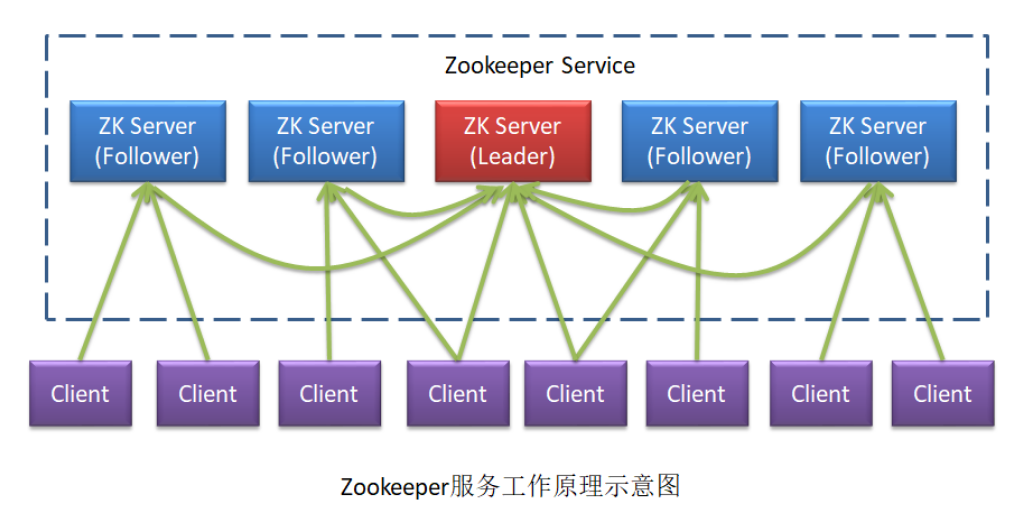 Zookeeper Service
ZK Server
(Follower)
ZK Server
(Follower)
ZK Server
(Leader)
ZK Server
(Follower)
ZK Server
(Follower)
Client
Client
Client
Client
Client
Client
Client
Client
Zookeeper服务工作原理示意图